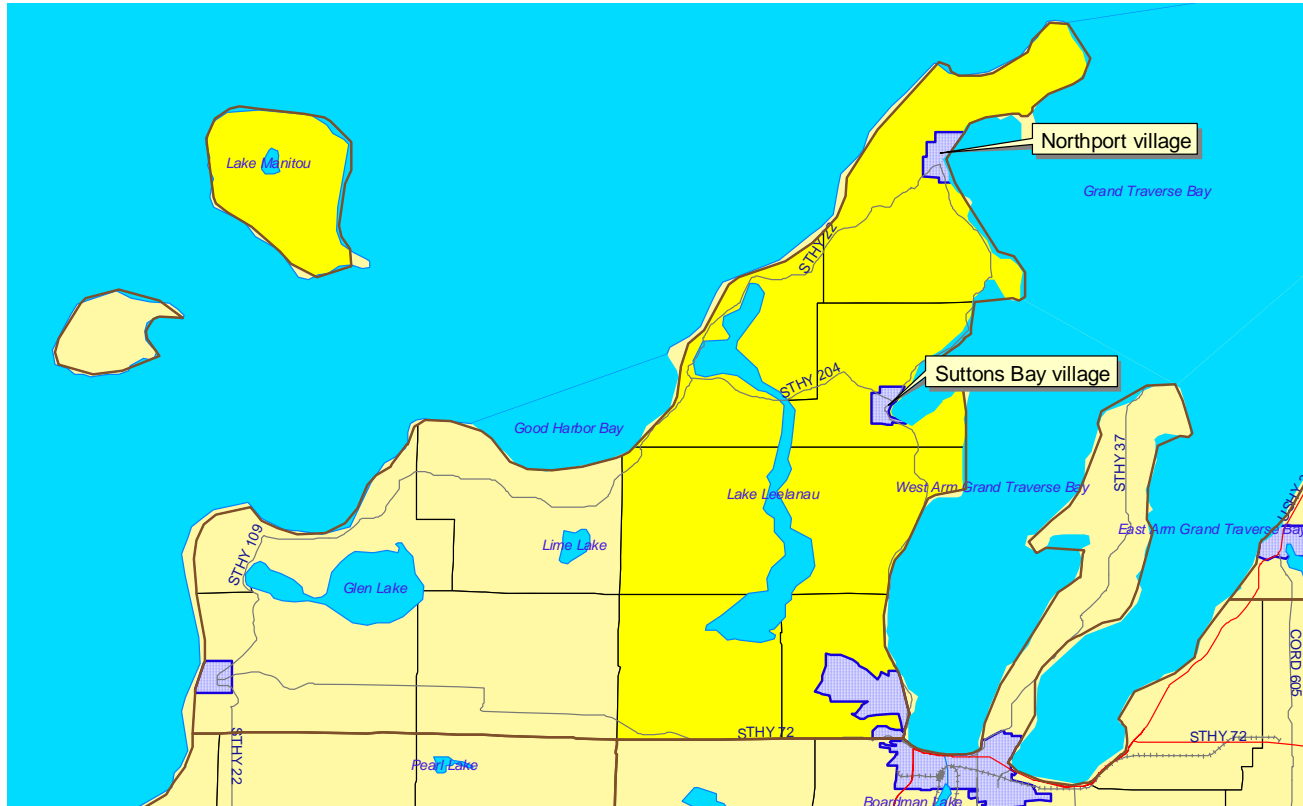 Northport village
Lake Manitou
Grand Traverse Bay
STHY 22
Suttons Bay village
STHY 204
Good Harbor Bay
STHY 37
Lake Leelanau
West Arm Grand Traverse Bay
East Arm Grand Traverse Bay
Lime Lake
STHY 109
Glen Lake
CORD 605
STHY 22
STHY 72
STHY 72
Pearl Lake
Boardman Lake